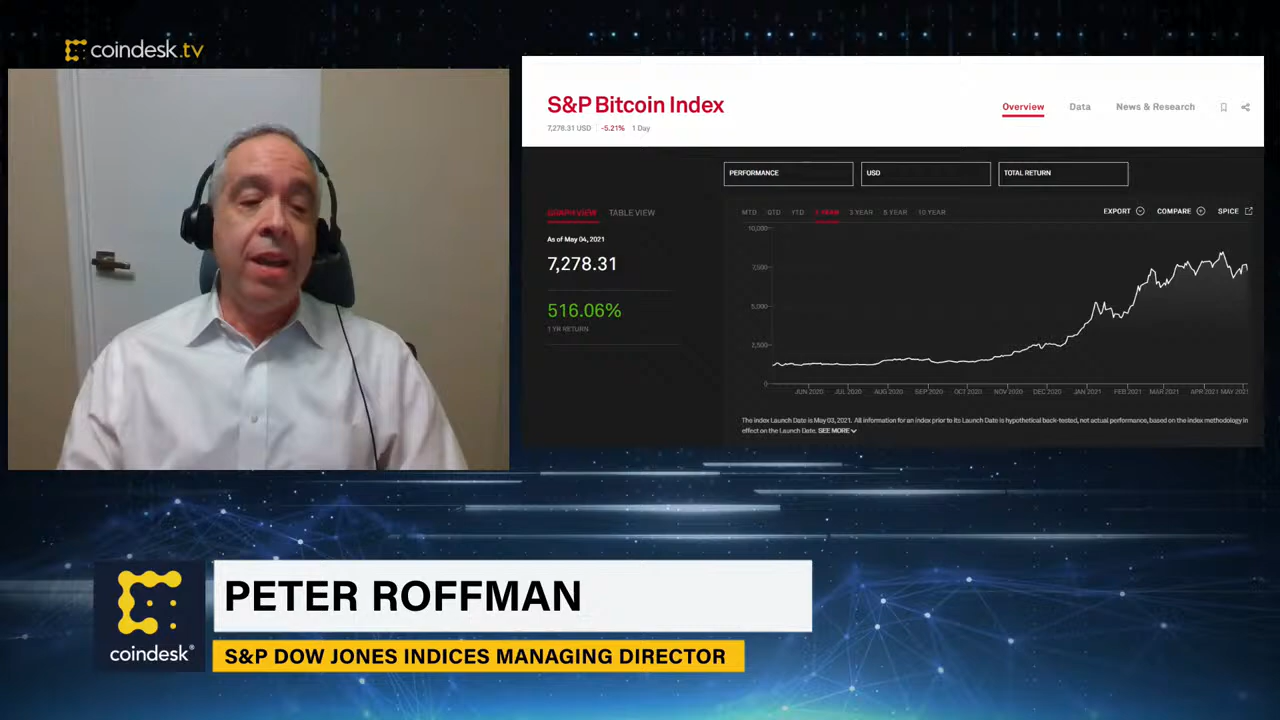 coindesk.tv
S&P Bitcoin Index
7,278.31 USD -5.21% 1 Day
Overview Data News & Research
PERFORMANCE USD TOTAL RETURN
GRAPH VIEW TABLE VIEW
MTD QTD YTD 1 YEAR 3 YEAR 5 YEAR 10 YEAR
EXPORT COMPARE SPICE
As of May 04, 2021
7,278.31
516.06%
1 YR RETURN
10,000
7,500
5,000
2,500
0
JUN 2020 JUL 2020 AUG 2020 SEP 2020 OCT 2020 NOV 2020 DEC 2020 JAN 2021 FEB 2021 MAR 2021 APR 2021 MAY 2021
The index Launch Date is May 03, 2021. All information for an index prior to its Launch Date is hypothetical back-tested, not actual performance, based on the index methodology in
effect on the Launch Date. SEE MORE
PETER ROFFMAN
coindesk®
S&P DOW JONES INDICES MANAGING DIRECTOR